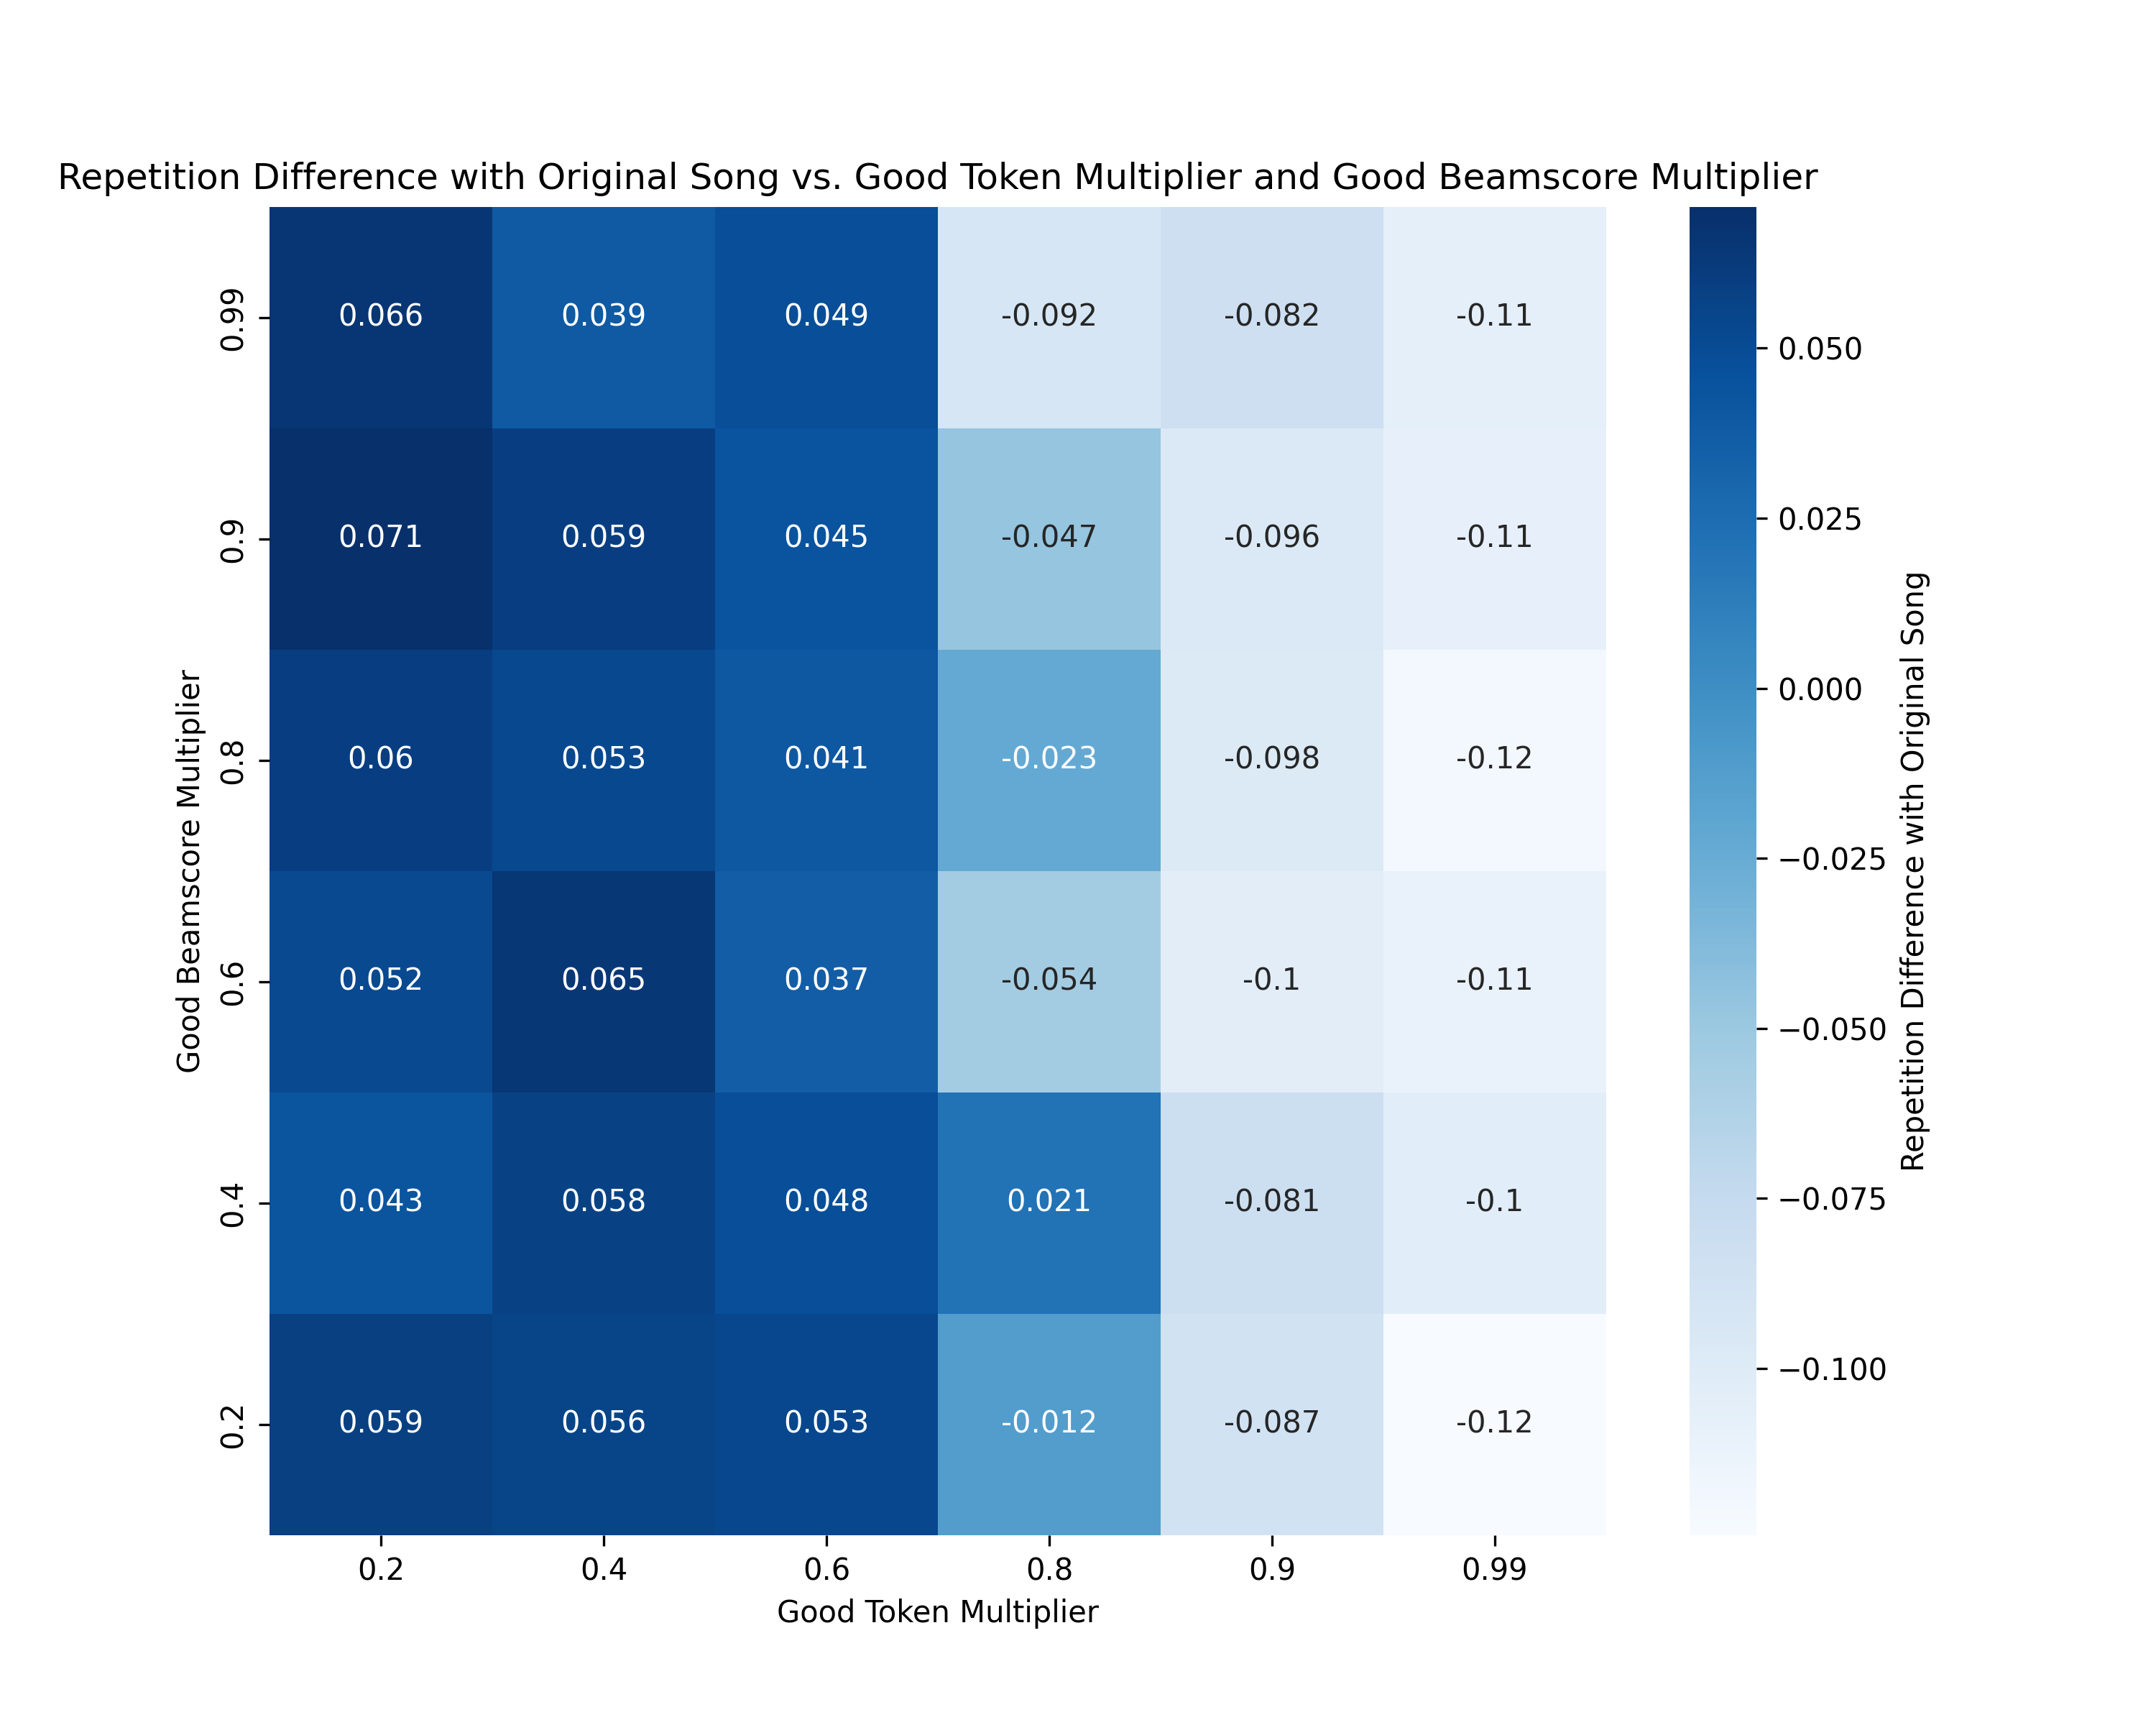 Repetition Difference with Original Song vs. Good Token Multiplier and Good Beamscore Multiplier
Good Beamscore Multiplier
0.99
0.066 0.039 0.049 -0.092 -0.082 -0.11
0.9
0.071 0.059 0.045 -0.047 -0.096 -0.11
0.8
0.06 0.053 0.041 -0.023 -0.098 -0.12
0.6
0.052 0.065 0.037 -0.054 -0.1 -0.11
0.4
0.043 0.058 0.048 0.021 -0.081 -0.1
0.2
0.059 0.056 0.053 -0.012 -0.087 -0.12
0.2 0.4 0.6 0.8 0.9 0.99
Good Token Multiplier
0.050
0.025
0.000
−0.025
−0.050
−0.075
−0.100
Repetition Difference with Original Song